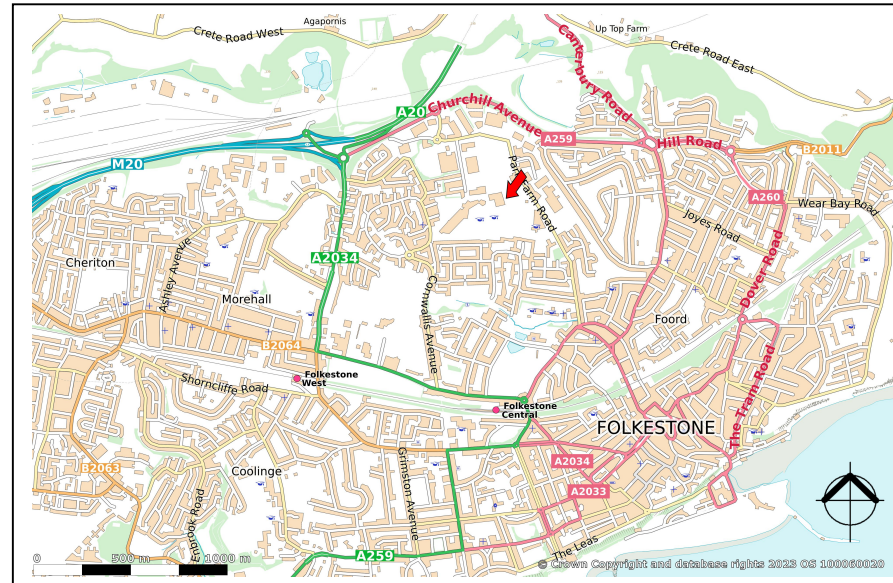 Agapornis
Crete Road West
Up Top Farm
Canterbury Road
Crete Road East
A20
Churchill Avenue
A259
Hill Road
B2011
M20
Park Farm Road
A260
Wear Bay Road
Joyes Road
A2034
Cheriton
Ashley Avenue
Morehall
Cornwallis Avenue
Dover Road
Foord
B2064
Folkestone
West
Shorncliffe Road
Folkestone
Central
The Tram Road
FOLKESTONE
B2063
Coolinge
Grimston Avenue
A2034
A2033
The Leas
A259
0 500 m 1000 m
© Crown Copyright and database rights 2023 OS 100060020